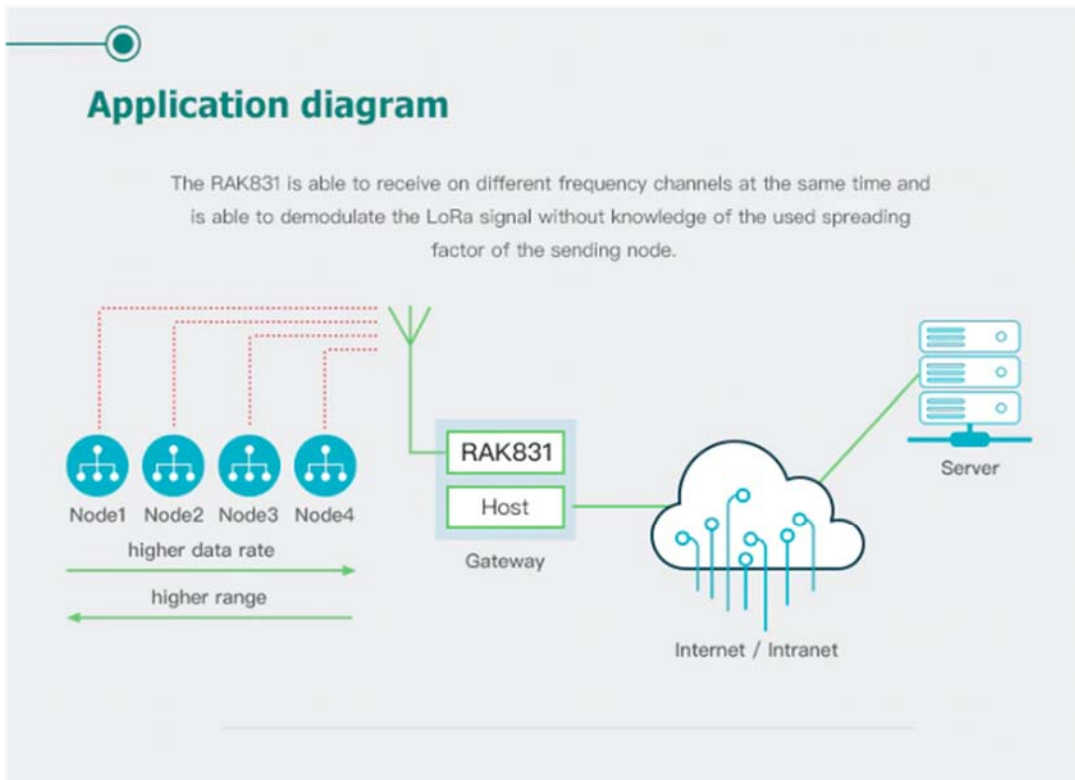 Application diagram
The RAK831 is able to receive on different frequency channels at the same time and
is able to demodulate the LoRa signal without knowledge of the used spreading
factor of the sending node.
RAK831
Host
Gateway
Node1 Node2 Node3 Node4
higher data rate
higher range
Internet / Intranet
Server